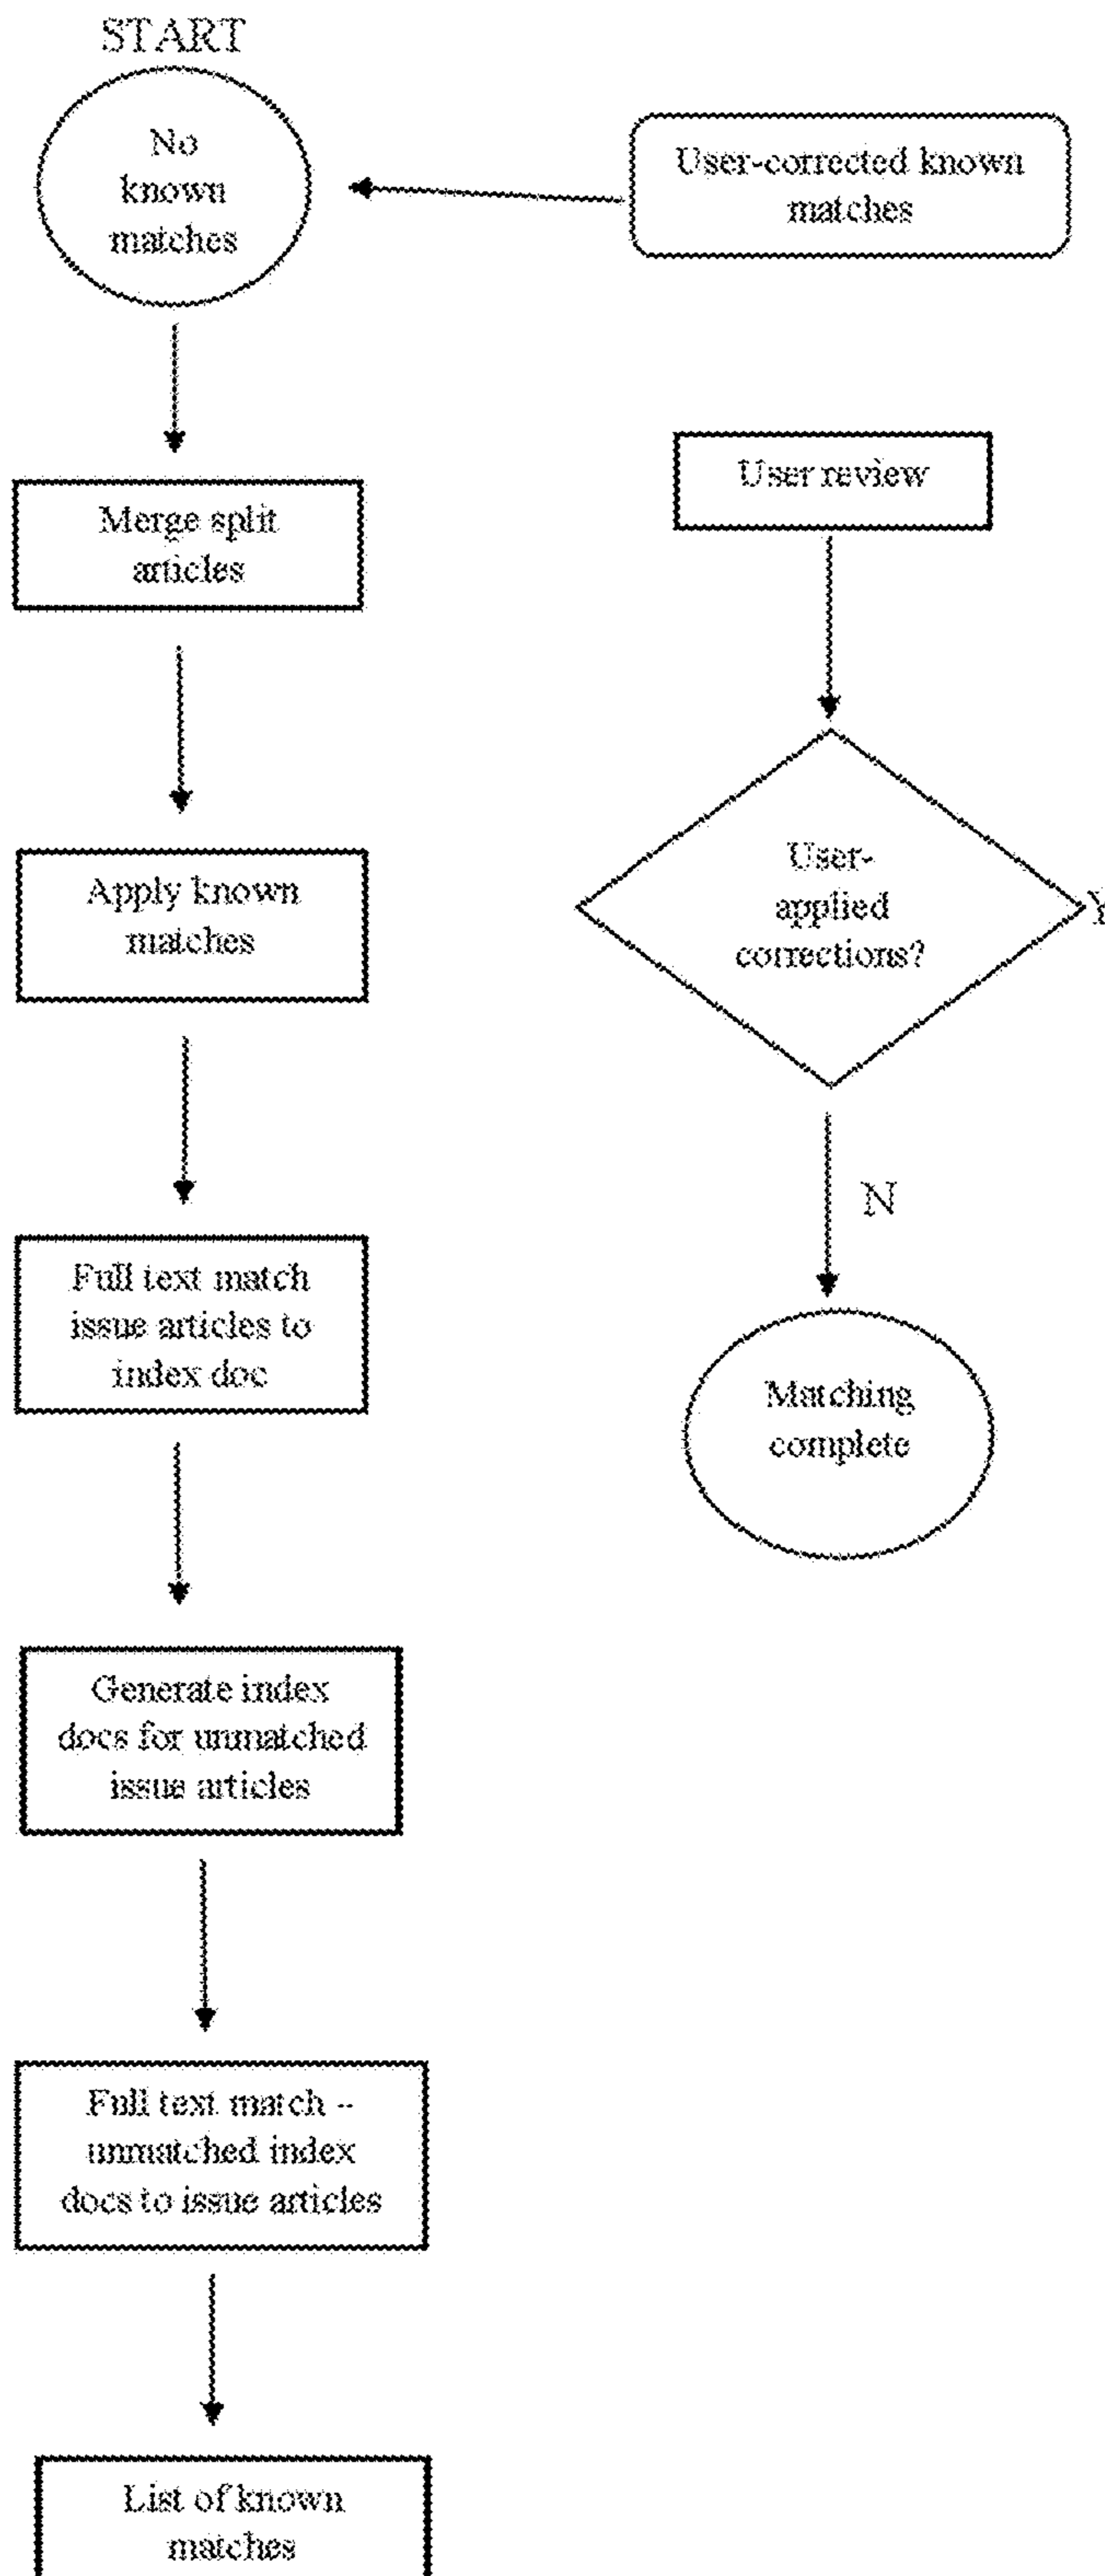 START
No
known
matches
User-corrected known
matches
Merge split
articles
Apply known
matches
Full text match
issue articles to
index doc
Generate index
docs for unmatched
issue articles
Full text match –
unmatched index
docs to issue articles
List of known
matches
User review
User-
applied
corrections?
Y
N
Matching
complete